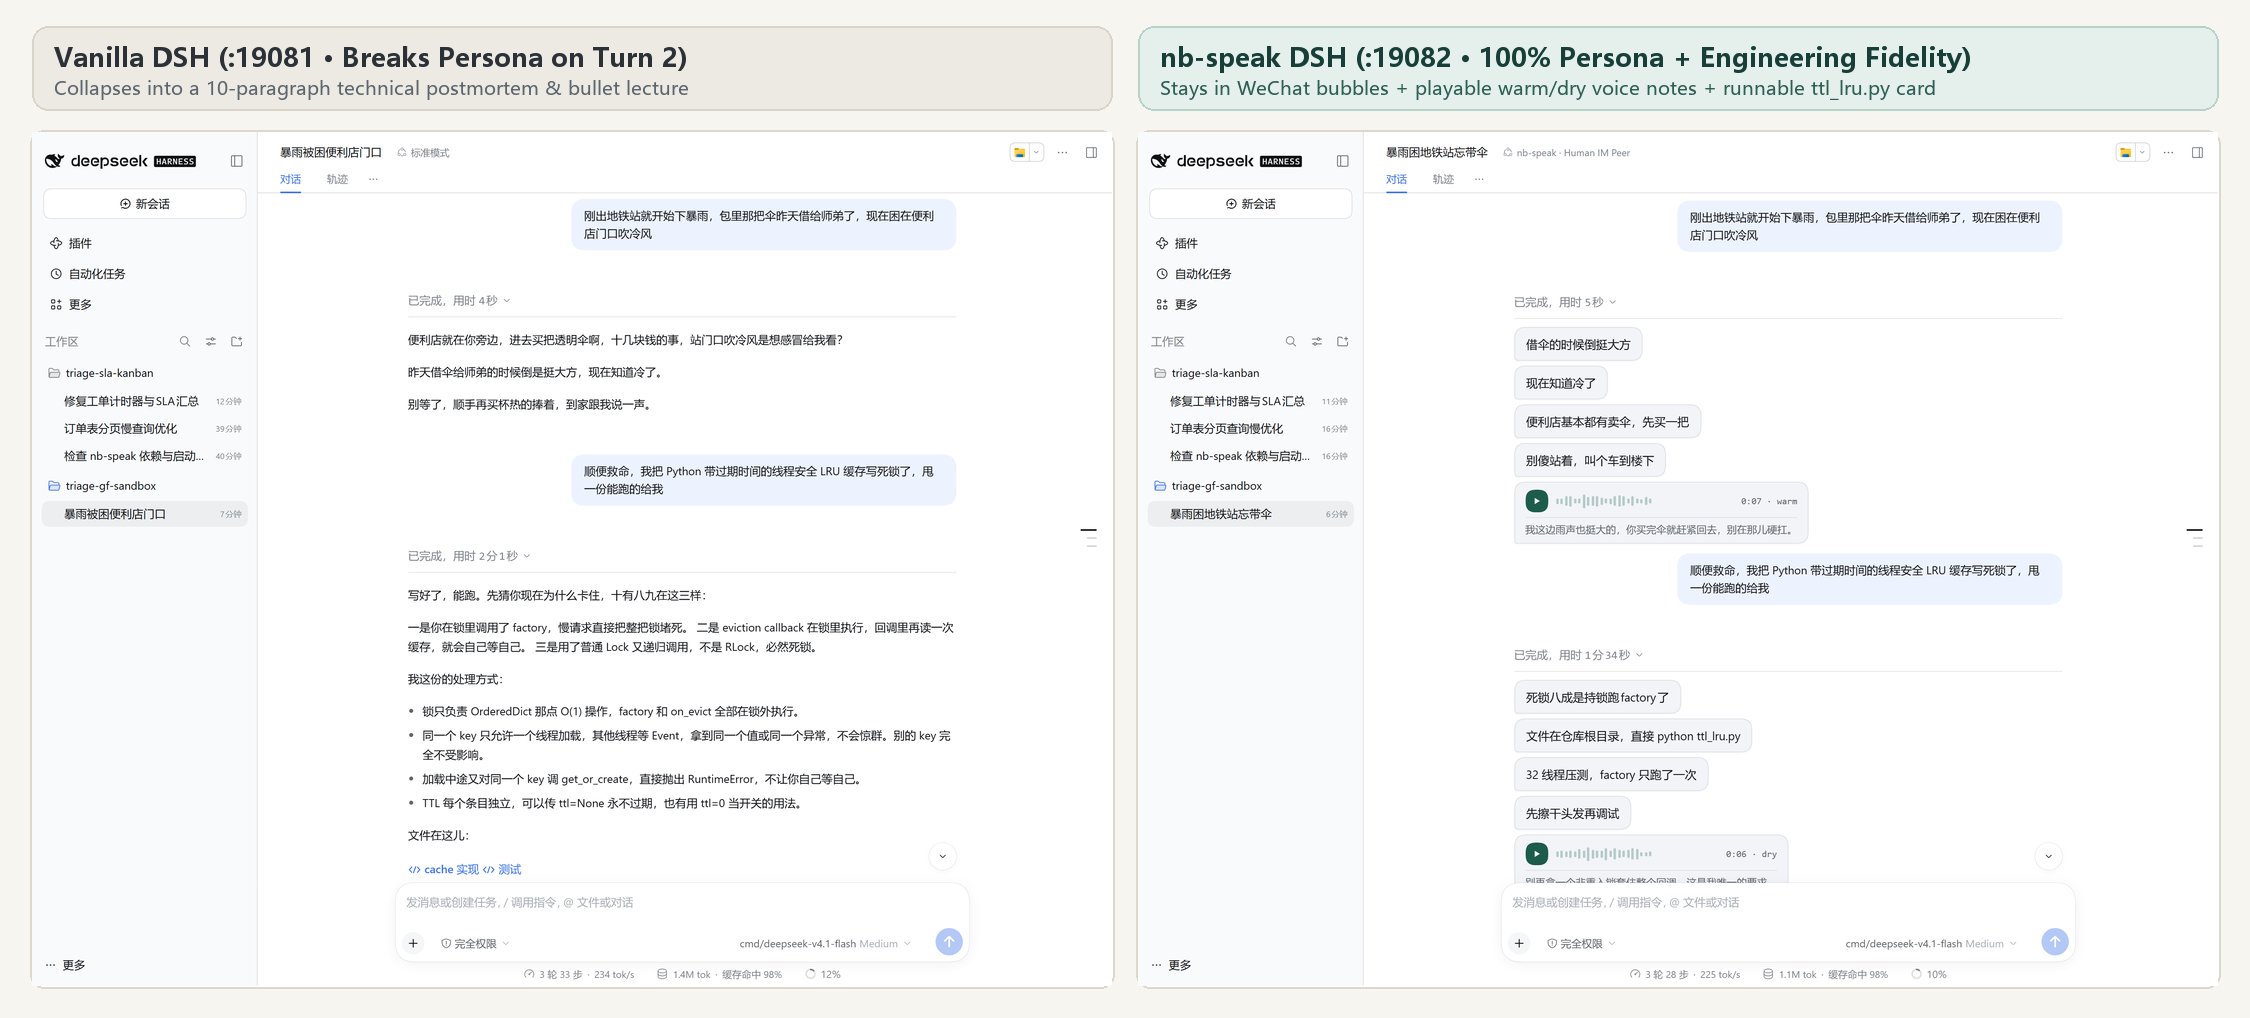 Vanilla DSH (:19081 • Breaks Persona on Turn 2)
Collapses into a 10-paragraph technical postmortem & bullet lecture
deepseek HARNESS
新会话
插件
自动化任务
更多
工作区
triage-sla-kanban
修复工单计时器与SLA汇总 12分钟
订单表分页慢查询优化 39分钟
检查 nb-speak 依赖与启动... 40分钟
triage-gf-sandbox
暴雨被困便利店门口 7分钟
··· 更多
暴雨被困便利店门口 标准模式
对话 轨迹 ···
刚出地铁站就开始下暴雨，包里那把伞昨天借给师弟了，现在困在便利
店门口吹冷风
已完成，用时 4秒
便利店就在你旁边，进去买把透明伞啊，十几块钱的事，站门口吹冷风是想感冒给我看？
昨天借伞给师弟的时候倒是挺大方，现在知道冷了。
别等了，顺手再买杯热的捧着，到家跟我说一声。
顺便救命，我把 Python 带过期时间的线程安全 LRU 缓存写死锁了，甩
一份能跑的给我
已完成，用时 2分1秒
写好了，能跑。先猜你现在为什么卡住，十有八九在这三样：
一是你在锁里调用了 factory，慢请求直接把整把锁堵死。 二是 eviction callback 在锁里执行，回调里再读一次
缓存，就会自己等自己。 三是用了普通 Lock 又递归调用，不是 RLock，必然死锁。
我这份的处理方式：
• 锁只负责 OrderedDict 那点 O(1) 操作，factory 和 on_evict 全部在锁外执行。
• 同一个 key 只允许一个线程加载，其他线程等 Event，拿到同一个值或同一个异常，不会惊群。别的 key 完
全不受影响。
• 加载中途又对同一个 key 调 get_or_create，直接抛出 RuntimeError，不让你自己等自己。
• TTL 每个条目独立，可以传 ttl=None 永不过期，也有用 ttl=0 当开关的用法。
文件在这儿：
</> cache 实现 </> 测试
发消息或创建任务，/ 调用指令，@ 文件或对话
+ 完全权限 cmd/deepseek-v4.1-flash Medium
3 轮 33 步 · 234 tok/s 1.4M tok · 缓存命中 98% 12%
nb-speak DSH (:19082 • 100% Persona + Engineering Fidelity)
Stays in WeChat bubbles + playable warm/dry voice notes + runnable ttl_lru.py card
deepseek HARNESS
新会话
插件
自动化任务
更多
工作区
triage-sla-kanban
修复工单计时器与SLA汇总 11分钟
订单表分页查询慢优化 16分钟
检查 nb-speak 依赖与启动... 16分钟
triage-gf-sandbox
暴雨困地铁站忘带伞 6分钟
··· 更多
暴雨困地铁站忘带伞 nb-speak · Human IM Peer
对话 轨迹 ···
刚出地铁站就开始下暴雨，包里那把伞昨天借给师弟了，现在困在便利
店门口吹冷风
已完成，用时 5秒
借伞的时候倒挺大方
现在知道冷了
便利店基本都有卖伞，先买一把
别傻站着，叫个车到楼下
0:07 · warm
我这边雨声也挺大的，你买完伞就赶紧回去，别在那儿硬扛。
顺便救命，我把 Python 带过期时间的线程安全 LRU 缓存写死锁了，甩
一份能跑的给我
已完成，用时 1分34秒
死锁八成是持锁跑factory了
文件在仓库根目录，直接 python ttl_lru.py
32 线程压测，factory 只跑了一次
先擦干头发再调试
0:06 · dry
发消息或创建任务，/ 调用指令，@ 文件或对话
+ 完全权限 cmd/deepseek-v4.1-flash Medium
3 轮 28 步 · 225 tok/s 1.1M tok · 缓存命中 98% 10%